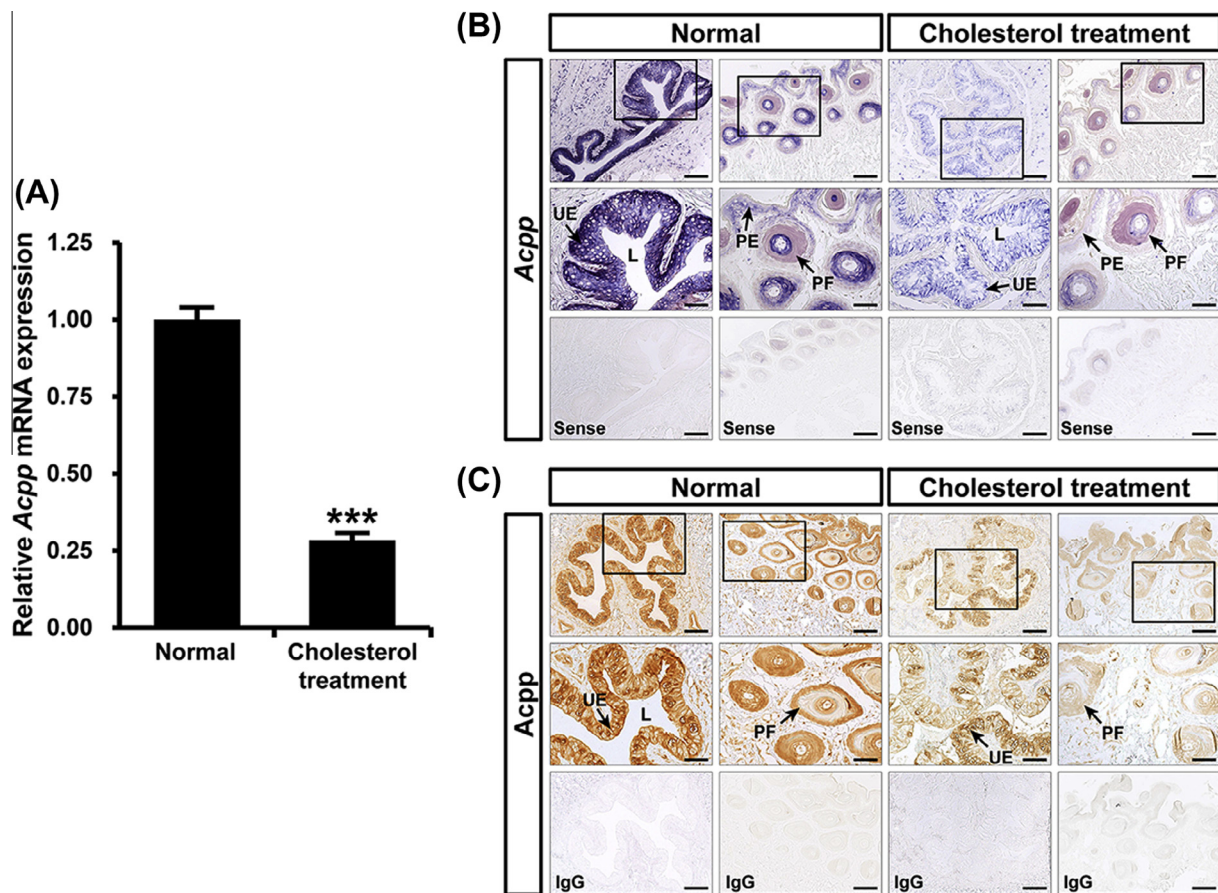 (A)
Relative Acpp mRNA expression
1.25
1.00
0.75
0.50
0.25
0.00
***
Normal
Cholesterol
treatment
(B)
Normal
Cholesterol treatment
Acpp
UE
L
PE
PF
L
UE
PE
PF
Sense
Sense
Sense
Sense
(C)
Normal
Cholesterol treatment
Acpp
UE
L
PF
UE
PF
IgG
IgG
IgG
IgG